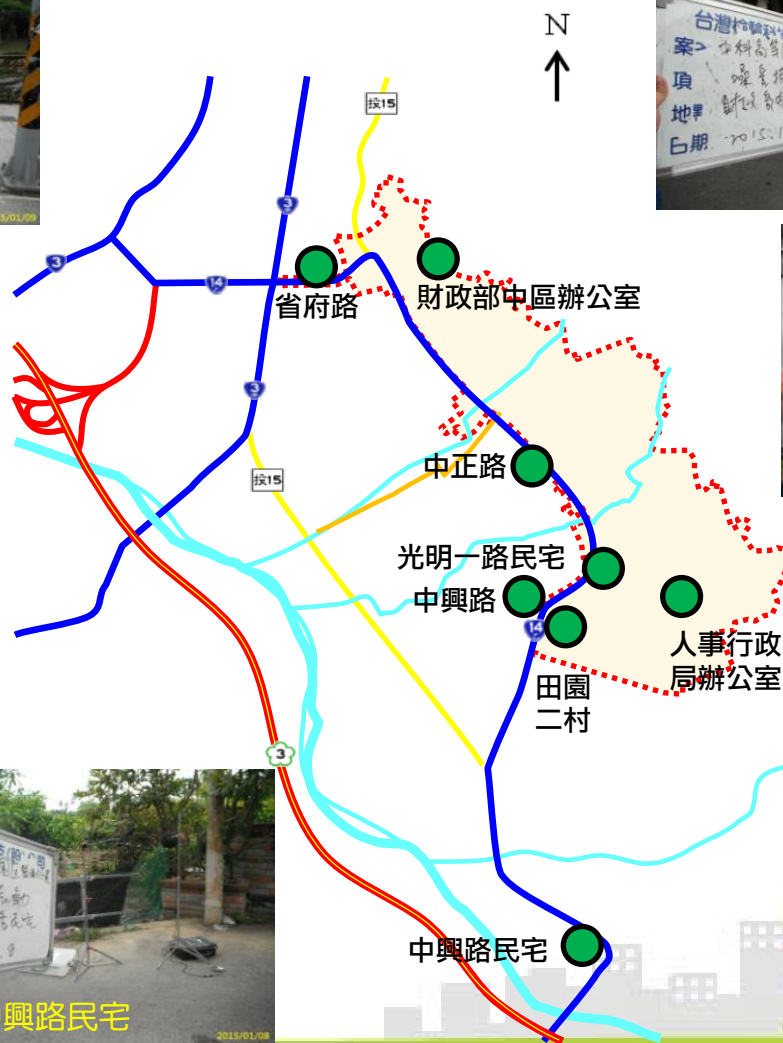 N
台灣檢驗科
項
日期
2015/01/09
投15
3
3
14
省府路
財政部中區辦公室
3
中正路
投15
光明一路民宅
中興路
14
人事行政
局辦公室
田園
二村
3
中興路民宅
興路民宅
2015/01/08